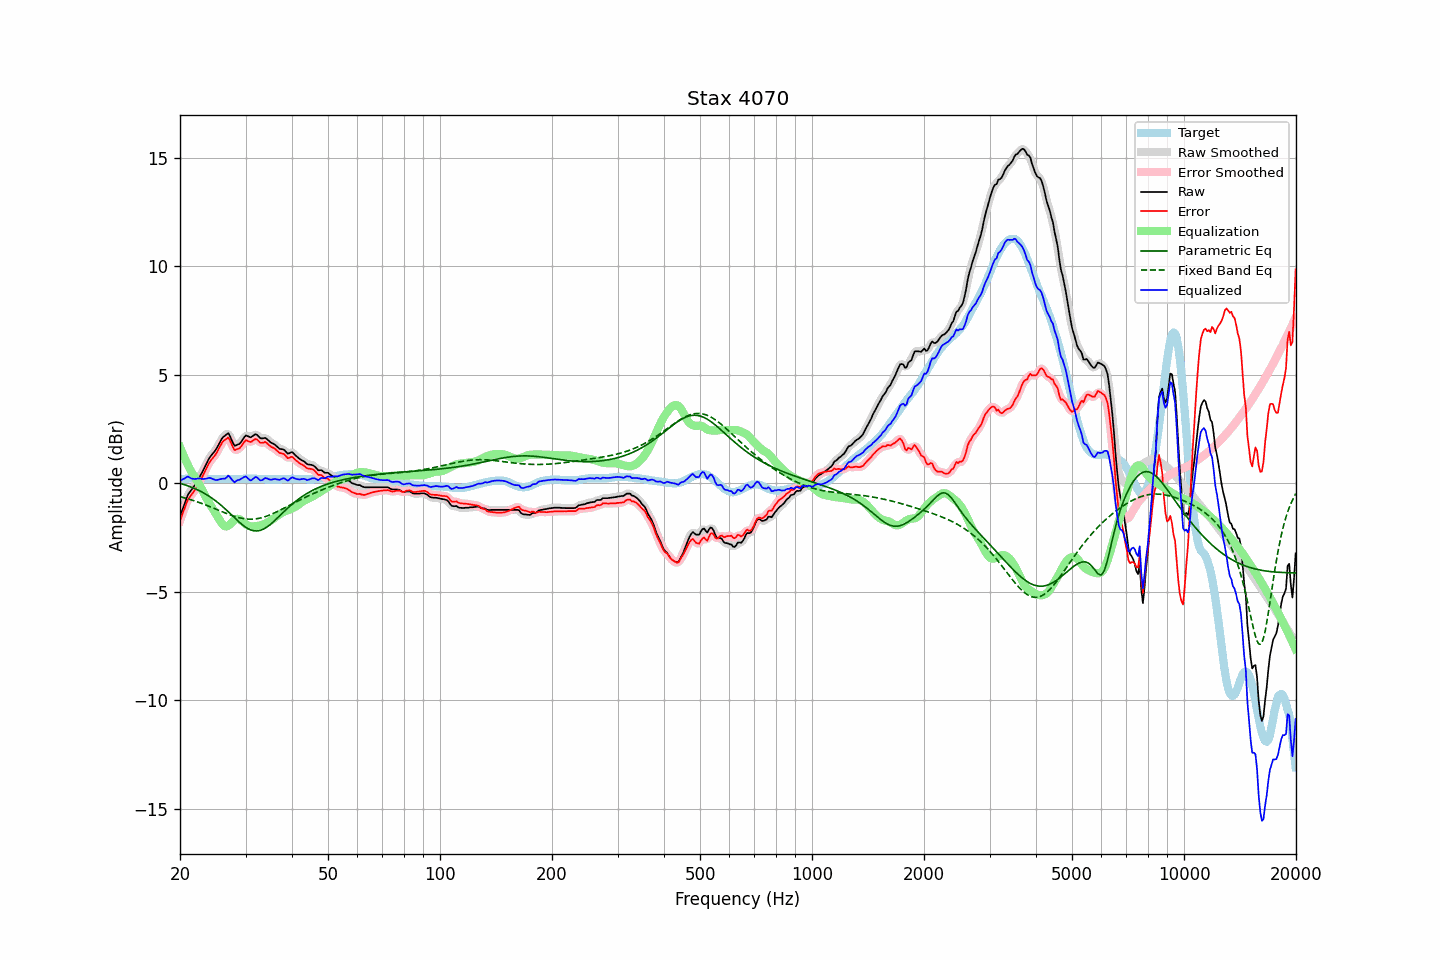 Stax 4070
Target
Raw Smoothed
Error Smoothed
Raw
Error
Equalization
Parametric Eq
Fixed Band Eq
Equalized
Amplitude (dBr)
15
10
5
0
−5
−10
−15
20 50 100 200 500 1000 2000 5000 10000 20000
Frequency (Hz)